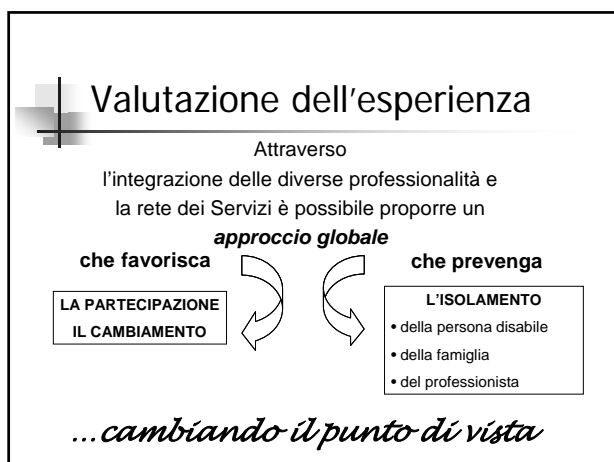 Valutazione dell'esperienza
Attraverso
l'integrazione delle diverse professionalità e
la rete dei Servizi è possibile proporre un
approccio globale
che favorisca
LA PARTECIPAZIONE
IL CAMBIAMENTO
che prevenga
L'ISOLAMENTO
• della persona disabile
• della famiglia
• del professionista
...cambiando il punto di vista